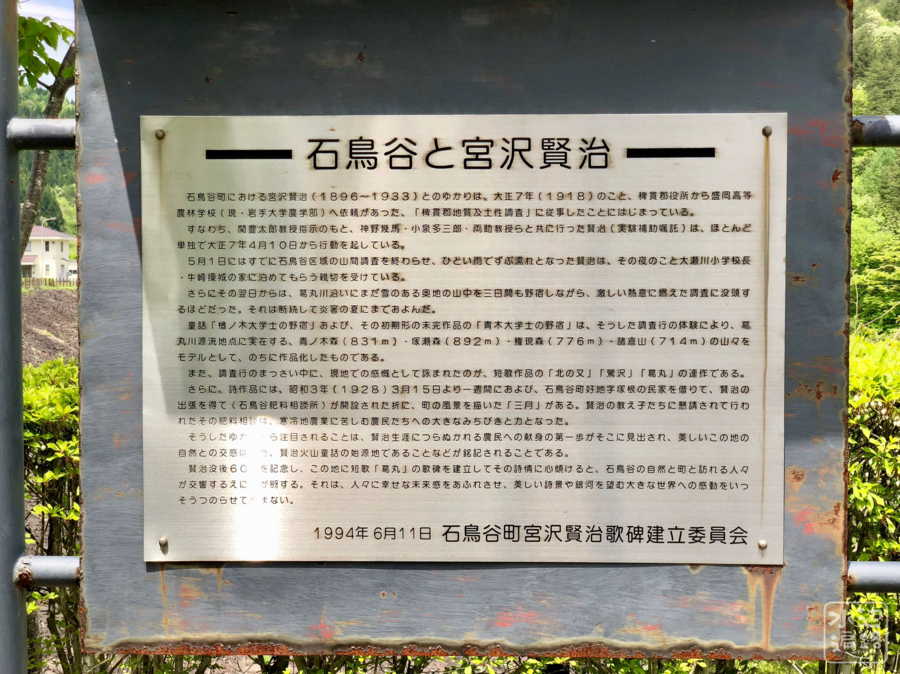 石鳥谷と宮沢賢治
石鳥谷町における宮沢賢治(1896〜1933)とのゆかりは、大正7年(1918)のこと、稗貫郡役所から盛岡高等
農林学校(現・岩手大学農学部)へ依頼があった、「稗貫郡地質及土性調査」に従事したことにはじまっている。
すなわち、関豊太郎教授指示のもと、神野幾馬・小泉多三郎・両助教授らと共に行った賢治(実験補助嘱託)は、ほとんど
単独で大正7年4月10日から行動を起している。
5月1日にはすでに石鳥谷区域の山間調査を終わらせ、ひどい雨でずぶ濡れとなった賢治は、その夜のこと大瀬川小学校長
・牛崎操城の家に泊めてもらう親切を受けている。
さらにその翌日からは、葛丸川沿いにまだ雪のある奥地の山中を三日間も野宿しながら、激しい熱意に燃えた調査に没頭す
るほどだった。それは断続して炎暑の夏にまでおよんだ。
童話「楢ノ木大学士の野宿」および、その初期形の未完作品の「青木大学士の野宿」は、そうした調査行の体験により、葛
丸川源流地点に実在する、青ノ木森(831m)・塚瀬森(892m)・権現森(776m)・諸倉山(714m)の山々を
モデルとして、のちに作品化したものである。
また、調査行のまっさい中に、現地での感慨として詠まれたのが、短歌作品の「北の又」「鶯沢」「葛丸」の連作である。
さらに、詩作品には、昭和3年(1928)3月15日より一週間におよび、石鳥谷町好地字塚根の民家を借りて、賢治の
出張を得て(石鳥谷肥料相談所)が開設された折に、町の風景を描いた「三月」がある。賢治の教え子たちに懇請されて行わ
れたその肥料相談は、寒冷地農業に苦しむ農民たちへの大きなみちびきと力となった。
そうしたゆか から注目されることは、賢治生涯につらぬかれる農民への献身の第一歩がそこに見出され、美しいこの地の
自然との交感は 、賢治火山童話の始源地であることなどが銘記されることである。
賢治没後60 を記念し、この地に短歌「葛丸」の歌碑を建立してその詩情に心傾けると、石鳥谷の自然と町と訪れる人々
が交響するえに する。それは、人々に幸せな未来感をあふれさせ、美しい詩景や銀河を望む大きな世界への感動をいっ
そうつのらせて まない。
1994年6月11日 石鳥谷町宮沢賢治歌碑建立委員会